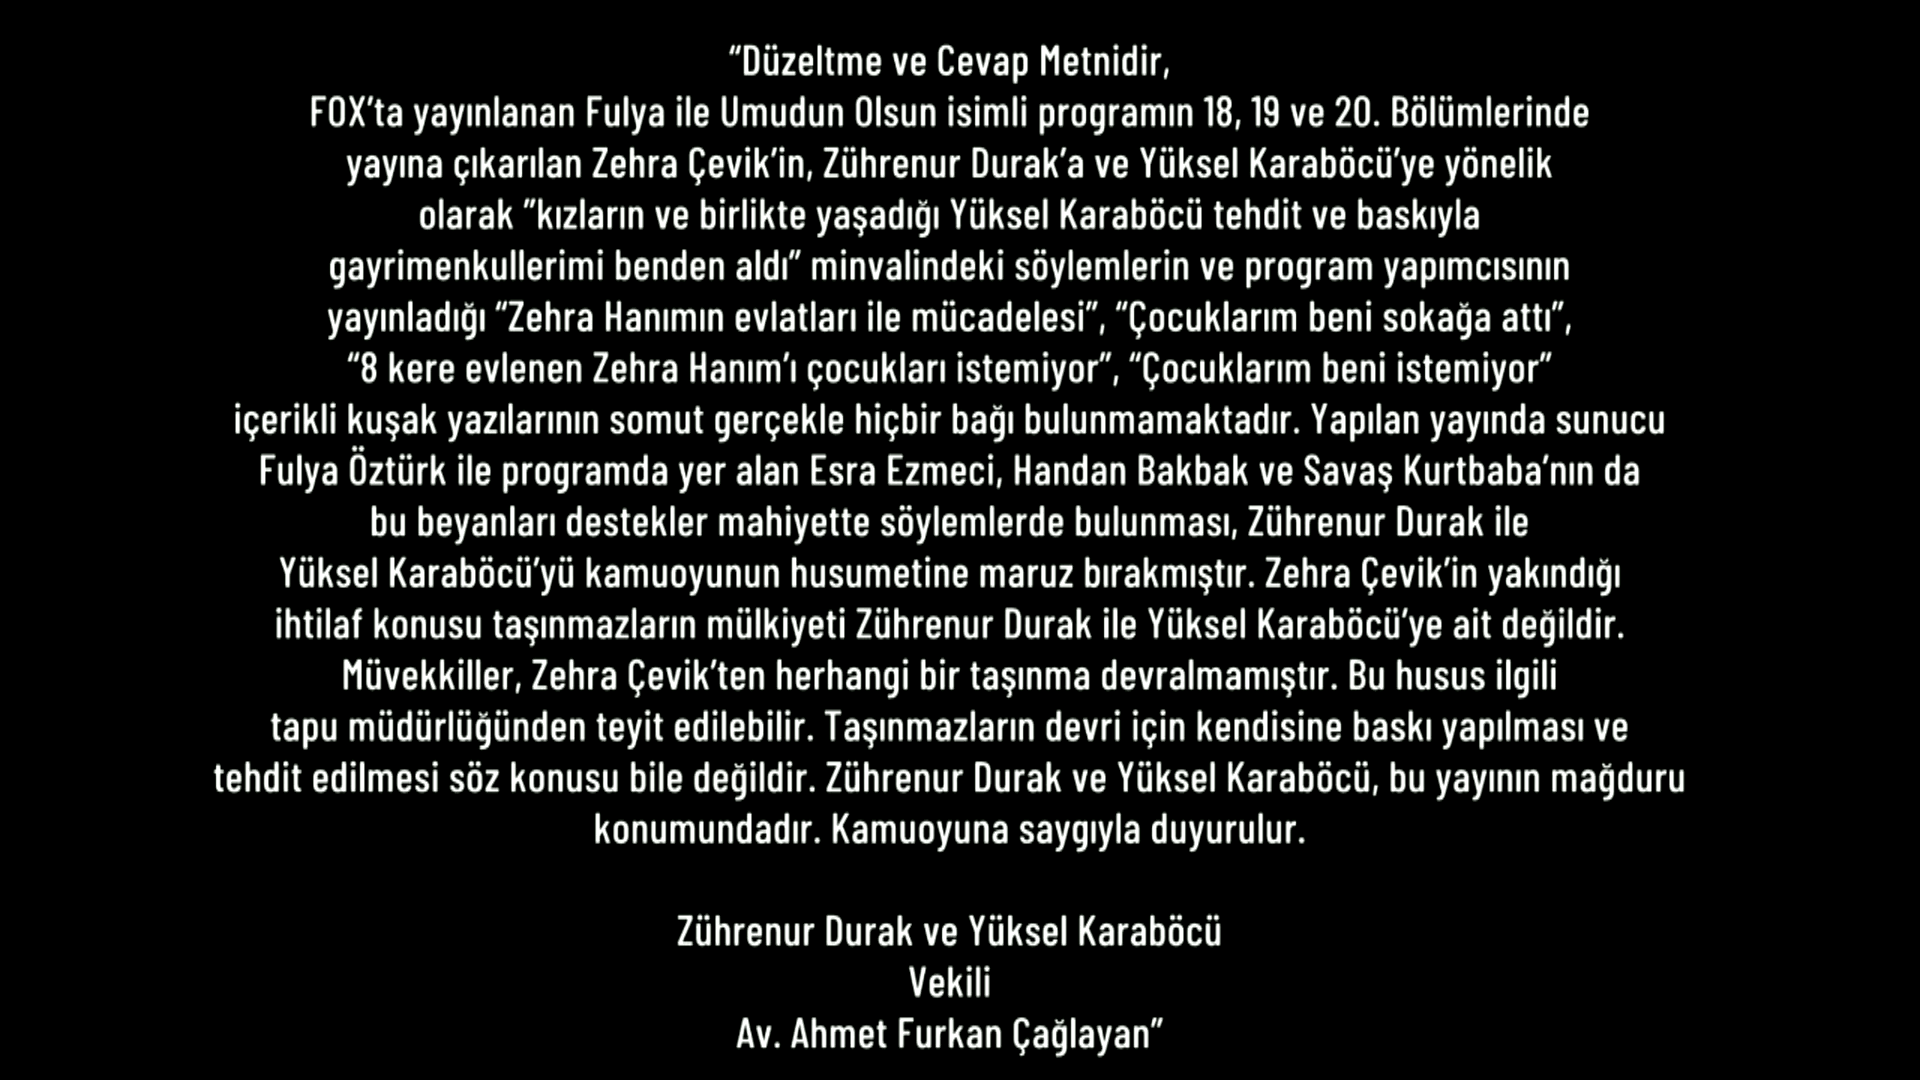 “Düzeltme ve Cevap Metnidir,
FOX’ta yayınlanan Fulya ile Umudun Olsun isimli programın 18, 19 ve 20. Bölümlerinde
yayına çıkarılan Zehra Çevik’in, Zührenur Durak’a ve Yüksel Karaböcü’ye yönelik
olarak ”kızların ve birlikte yaşadığı Yüksel Karaböcü tehdit ve baskıyla
gayrimenkullerimi benden aldı” minvalindeki söylemlerin ve program yapımcısının
yayınladığı “Zehra Hanımın evlatları ile mücadelesi”, “Çocuklarım beni sokağa attı”,
“8 kere evlenen Zehra Hanım’ı çocukları istemiyor”, “Çocuklarım beni istemiyor”
içerikli kuşak yazılarının somut gerçekle hiçbir bağı bulunmamaktadır. Yapılan yayında sunucu
Fulya Öztürk ile programda yer alan Esra Ezmeci, Handan Bakbak ve Savaş Kurtbaba’nın da
bu beyanları destekler mahiyette söylemlerde bulunması, Zührenur Durak ile
Yüksel Karaböcü’yü kamuoyunun husumetine maruz bırakmıştır. Zehra Çevik’in yakındığı
ihtilaf konusu taşınmazların mülkiyeti Zührenur Durak ile Yüksel Karaböcü’ye ait değildir.
Müvekkiller, Zehra Çevik’ten herhangi bir taşınma devralmamıştır. Bu husus ilgili
tapu müdürlüğünden teyit edilebilir. Taşınmazların devri için kendisine baskı yapılması ve
tehdit edilmesi söz konusu bile değildir. Zührenur Durak ve Yüksel Karaböcü, bu yayının mağduru
konumundadır. Kamuoyuna saygıyla duyurulur.
Zührenur Durak ve Yüksel Karaböcü
Vekili
Av. Ahmet Furkan Çağlayan”